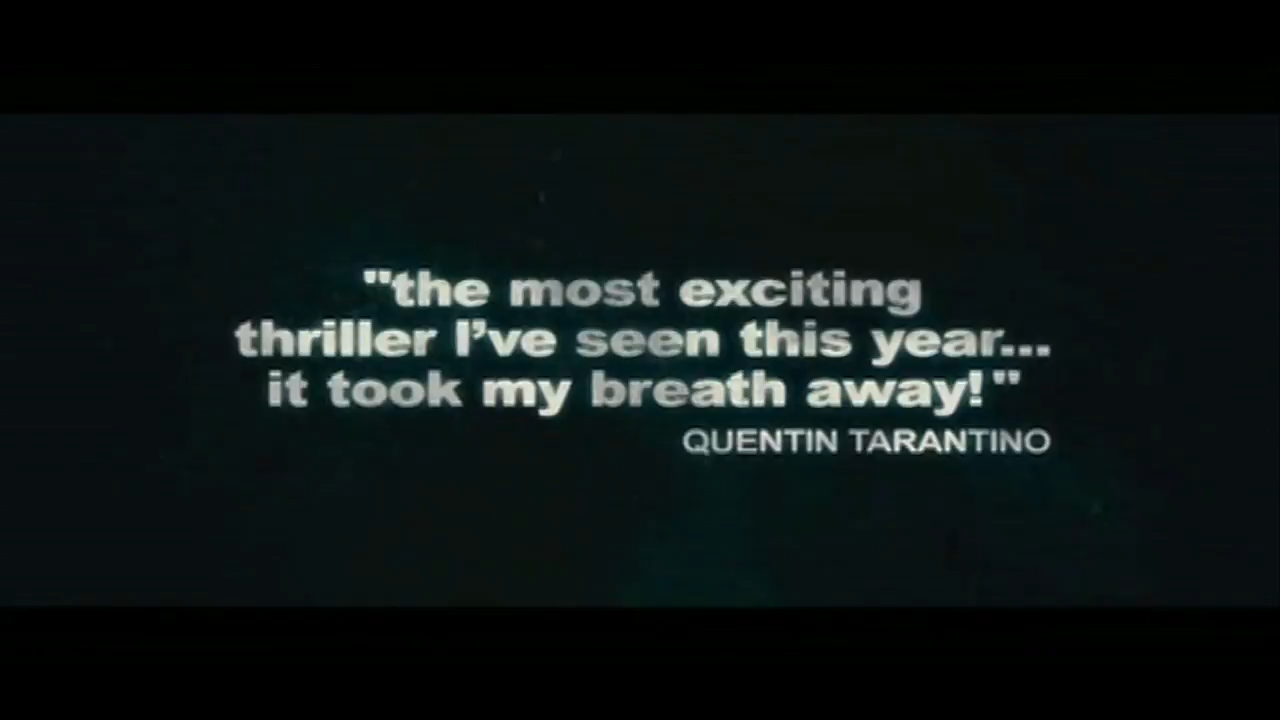 "the most exciting
thriller I’ve seen this year...
it took my breath away!"
QUENTIN TARANTINO